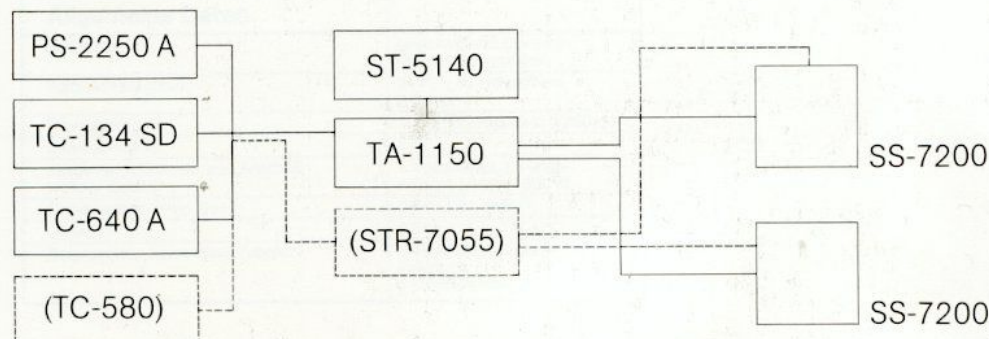 PS-2250 A
TC-134 SD
TC-640 A
(TC-580)
ST-5140
TA-1150
(STR-7055)
SS-7200
SS-7200